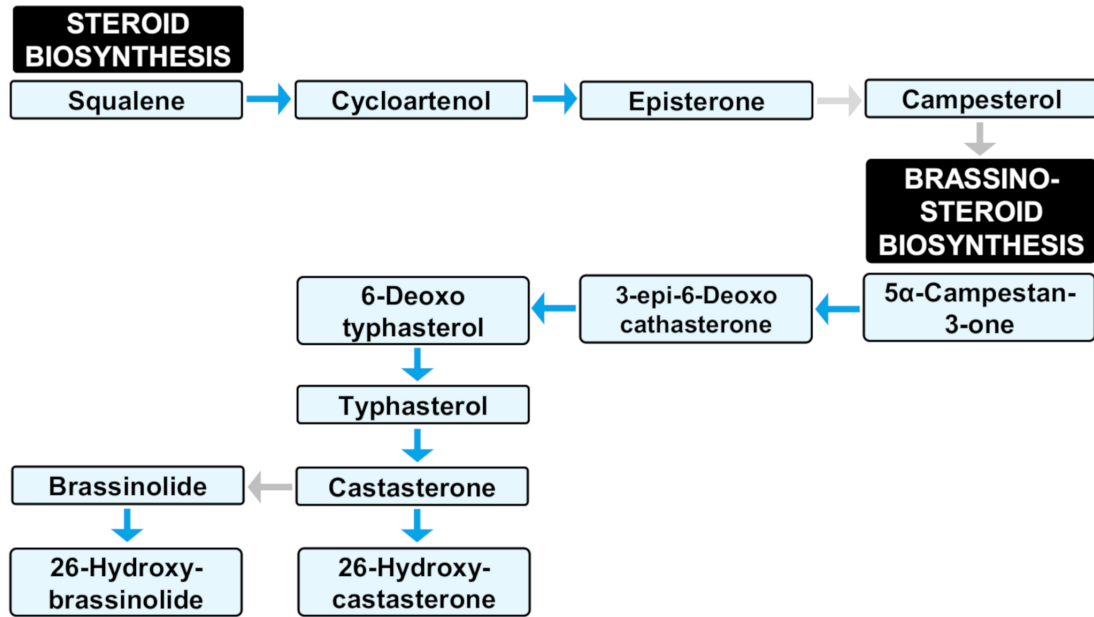 STEROID
BIOSYNTHESIS
Squalene
Cycloartenol
Episterone
Campesterol
BRASSINO-
STEROID
BIOSYNTHESIS
5α-Campestan-
3-one
3-epi-6-Deoxo
cathasterone
6-Deoxo
typhasterol
Typhasterol
Castasterone
Brassinolide
26-Hydroxy-
brassinolide
26-Hydroxy-
castasterone